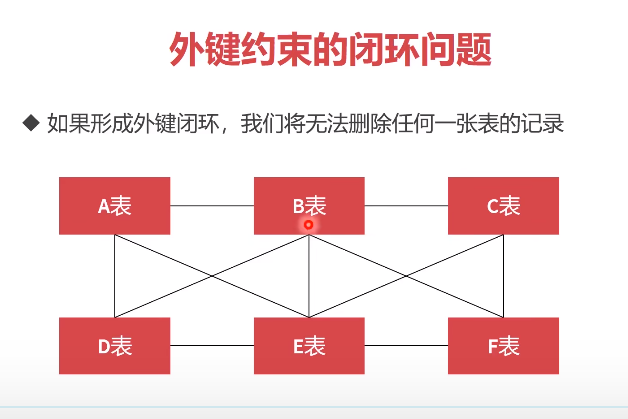 外键约束的闭环问题
◆ 如果形成外键闭环，我们将无法删除任何一张表的记录
A表
B表
C表
D表
E表
F表